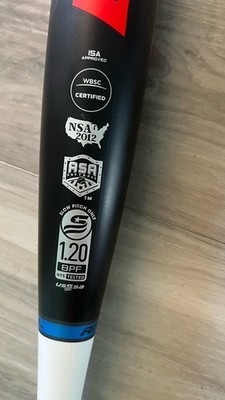 ISA
APPROVED
WBSC
CERTIFIED
NSA
2012
ASA
TM
SLOW PITCH ONLY
1.20
BPF
USSSA